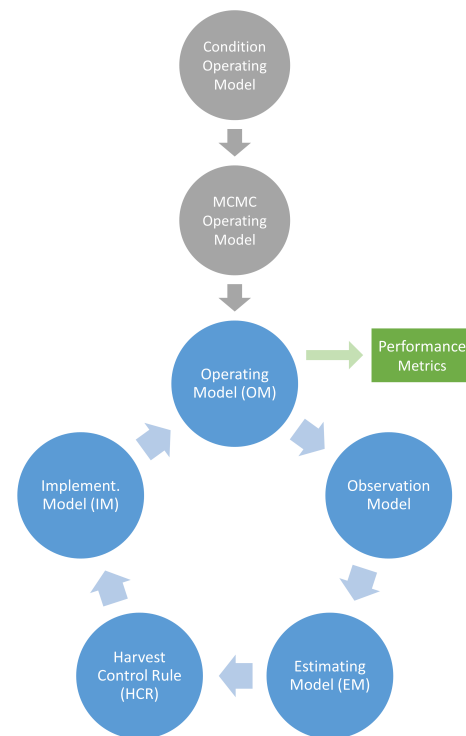 Condition
Operating
Model
MCMC
Operating
Model
Operating
Model (OM)
Performance
Metrics
Implement.
Model (IM)
Observation
Model
Harvest
Control Rule
(HCR)
Estimating
Model (EM)